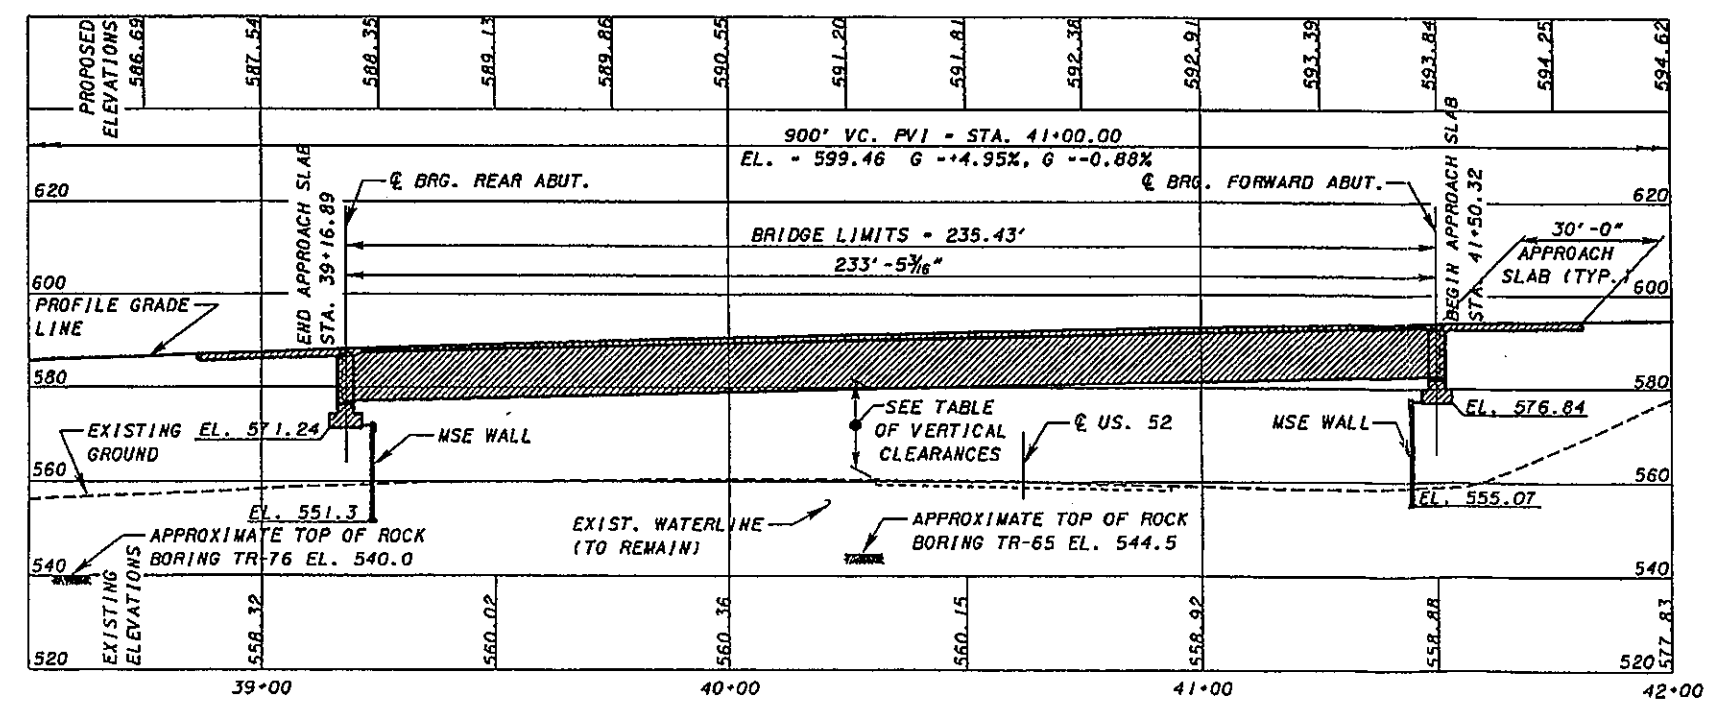 PROPOSED
ELEVATIONS
586.69
587.54
588.35
589.13
589.86
590.55
591.20
591.81
592.38
592.91
593.39
593.84
594.25
594.62
900' VC. PVI = STA. 41+00.00
EL. = 599.46 G =+4.95%, G =-0.88%
END APPROACH SLAB
STA. 39+16.89
℄ BRG. REAR ABUT.
℄ BRG. FORWARD ABUT.
BEGIN APPROACH SLAB
STA. 41+50.32
620
620
BRIDGE LIMITS = 235.43'
233'-5 3/16"
30'-0"
APPROACH
SLAB (TYP.)
600
600
PROFILE GRADE
LINE
580
580
EXISTING
GROUND
EL. 571.24
MSE WALL
SEE TABLE
OF VERTICAL
CLEARANCES
℄ US. 52
MSE WALL
EL. 576.84
560
560
EL. 551.3
EL. 555.07
APPROXIMATE TOP OF ROCK
BORING TR-76 EL. 540.0
EXIST. WATERLINE
(TO REMAIN)
APPROXIMATE TOP OF ROCK
BORING TR-65 EL. 544.5
540
540
EXISTING
ELEVATIONS
558.32
560.02
560.36
560.15
558.92
558.88
577.83
520
520
39+00
40+00
41+00
42+00